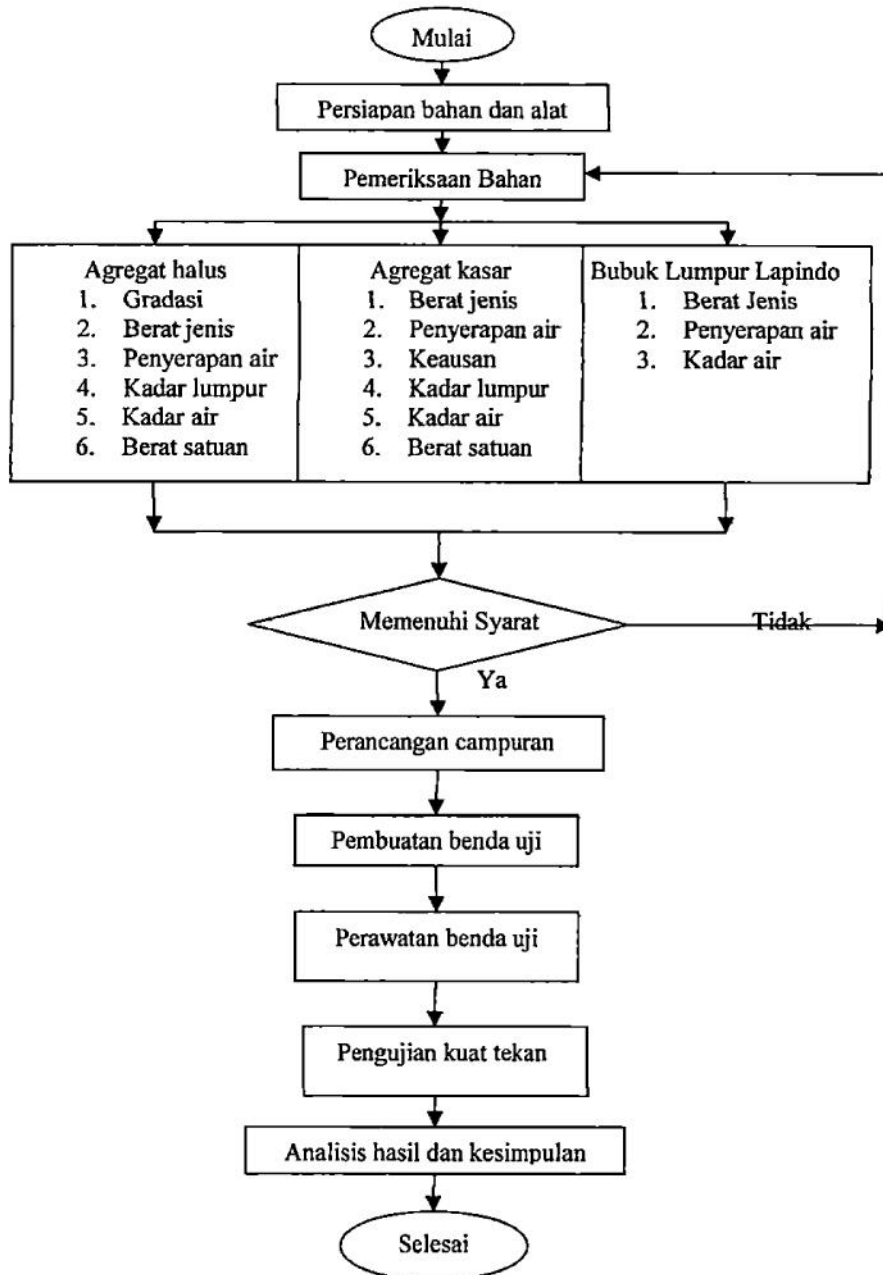 Mulai
Persiapan bahan dan alat
Pemeriksaan Bahan
Agregat halus
1. Gradasi
2. Berat jenis
3. Penyerapan air
4. Kadar lumpur
5. Kadar air
6. Berat satuan
Agregat kasar
1. Berat jenis
2. Penyerapan air
3. Keausan
4. Kadar lumpur
5. Kadar air
6. Berat satuan
Bubuk Lumpur Lapindo
1. Berat Jenis
2. Penyerapan air
3. Kadar air
Memenuhi Syarat
Tidak
Ya
Perancangan campuran
Pembuatan benda uji
Perawatan benda uji
Pengujian kuat tekan
Analisis hasil dan kesimpulan
Selesai